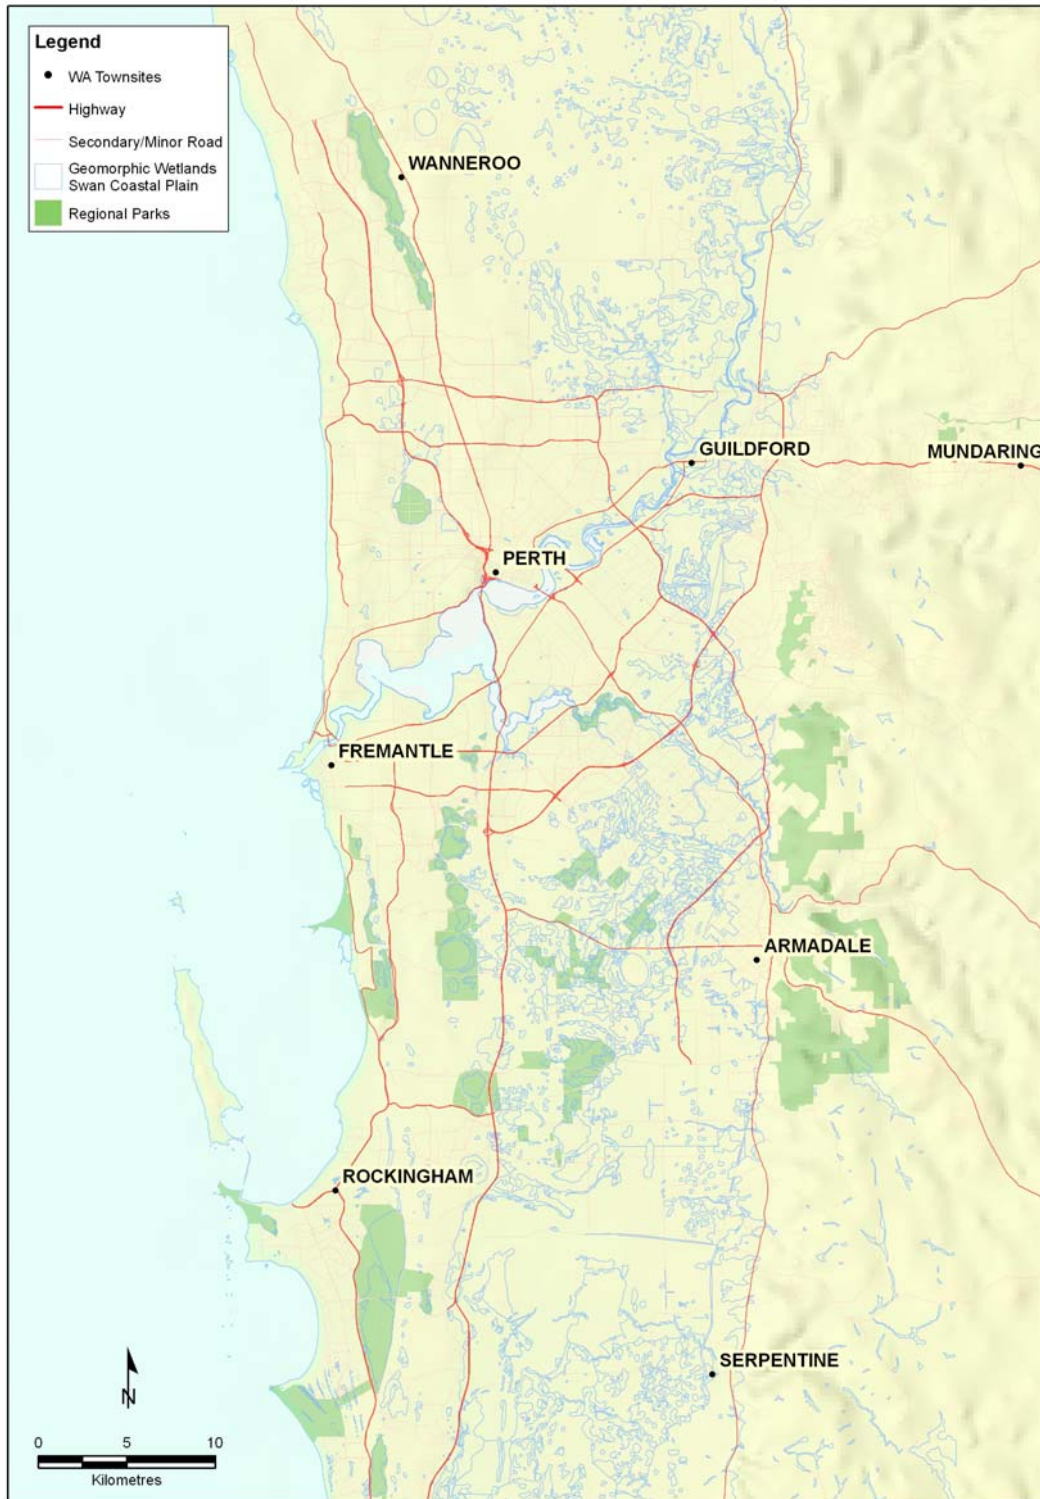 Legend
WA Townsites
Highway
Secondary/Minor Road
Geomorphic Wetlands
Swan Coastal Plain
Regional Parks
WANNEROO
GUILDFORD
MUNDARING
PERTH
FREMANTLE
ARMADALE
ROCKINGHAM
SERPENTINE
N
0 5 10
Kilometres